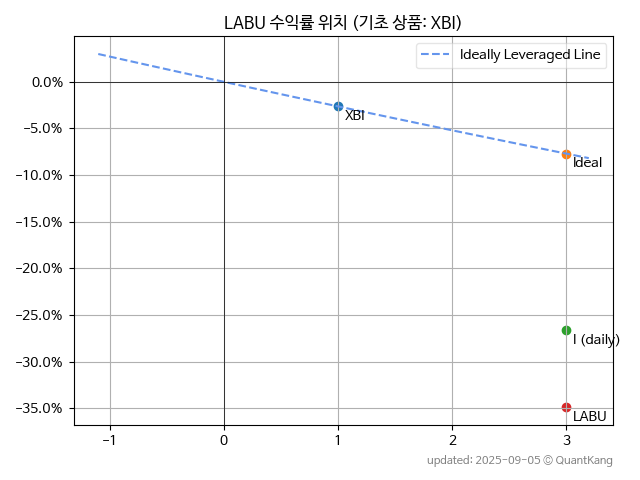 LABU 수익률 위치 (기초 상품: XBI)
Ideally Leveraged Line
0.0%
−5.0%
−10.0%
−15.0%
−20.0%
−25.0%
−30.0%
−35.0%
XBI
Ideal
I (daily)
LABU
−1
0
1
2
3
updated: 2025-09-05 © QuantKang